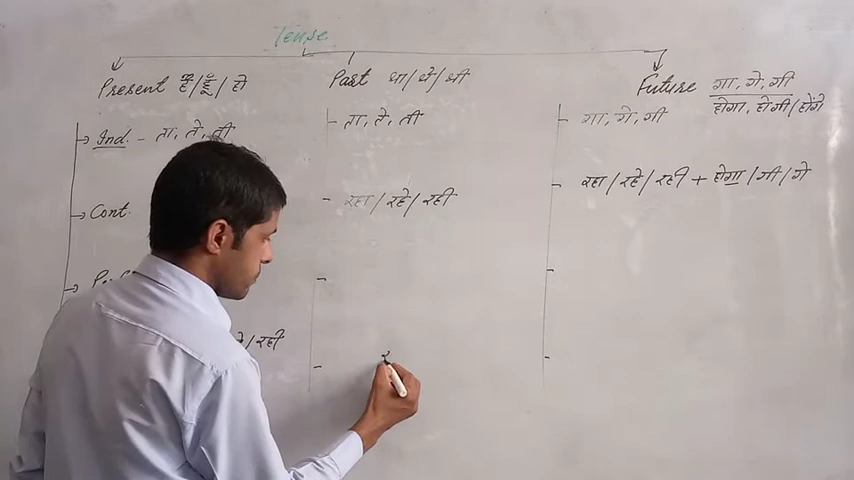 Tense
Present हैं/हूँ/हो
Past था/थे/थी
Future गा, गे, गी
होगा, होगी/होंगे
Ind. - ता, ते, ती
ता, ते, ती
गा, गे, गी
Cont.
रहा/रहे/रही
रहा/रहे/रही + होगा/गी/गे
/रही